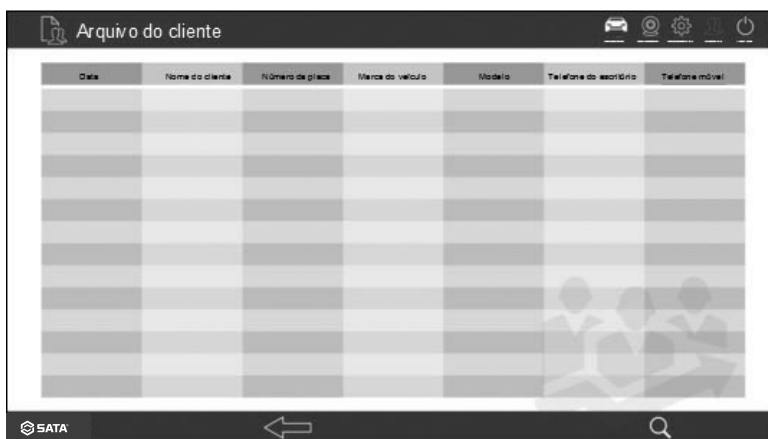 Arquivo do cliente
Data Nome do cliente Número da placa Marca do veículo Modelo Telefone do escritório Telefone móvel
SATA